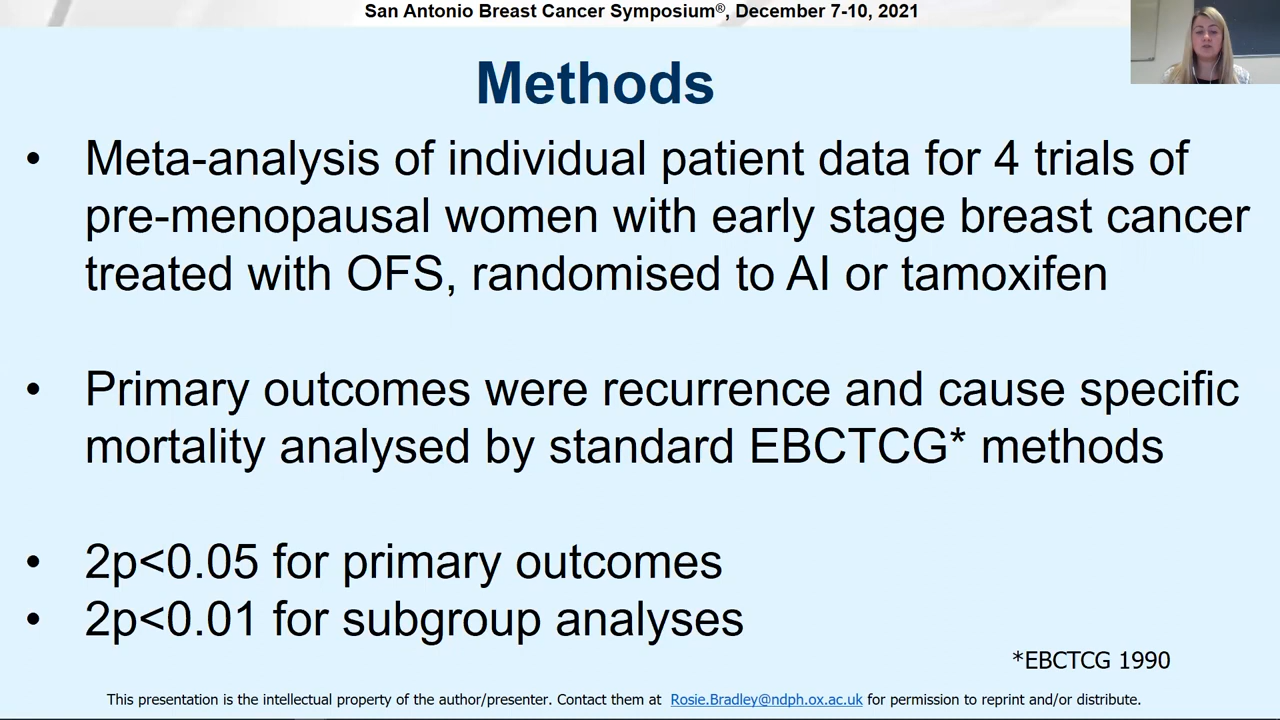 San Antonio Breast Cancer Symposium®, December 7-10, 2021
Methods
• Meta-analysis of individual patient data for 4 trials of
pre-menopausal women with early stage breast cancer
treated with OFS, randomised to AI or tamoxifen
• Primary outcomes were recurrence and cause specific
mortality analysed by standard EBCTCG* methods
• 2p<0.05 for primary outcomes
• 2p<0.01 for subgroup analyses
*EBCTCG 1990
This presentation is the intellectual property of the author/presenter. Contact them at Rosie.Bradley@ndph.ox.ac.uk for permission to reprint and/or distribute.